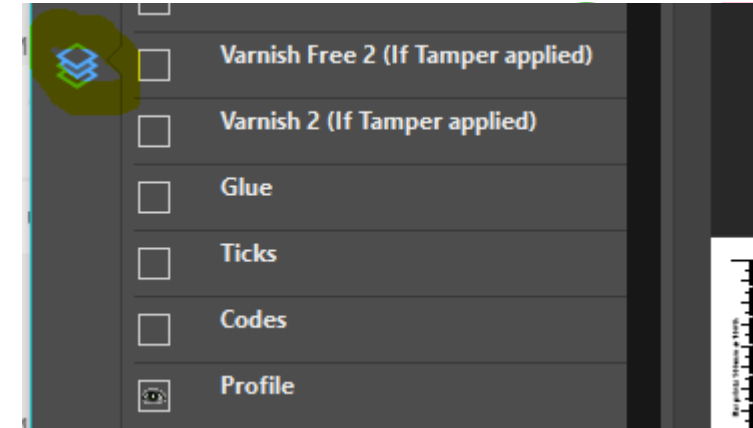 Varnish Free 2 (If Tamper applied)
Varnish 2 (If Tamper applied)
Glue
Ticks
Codes
Profile